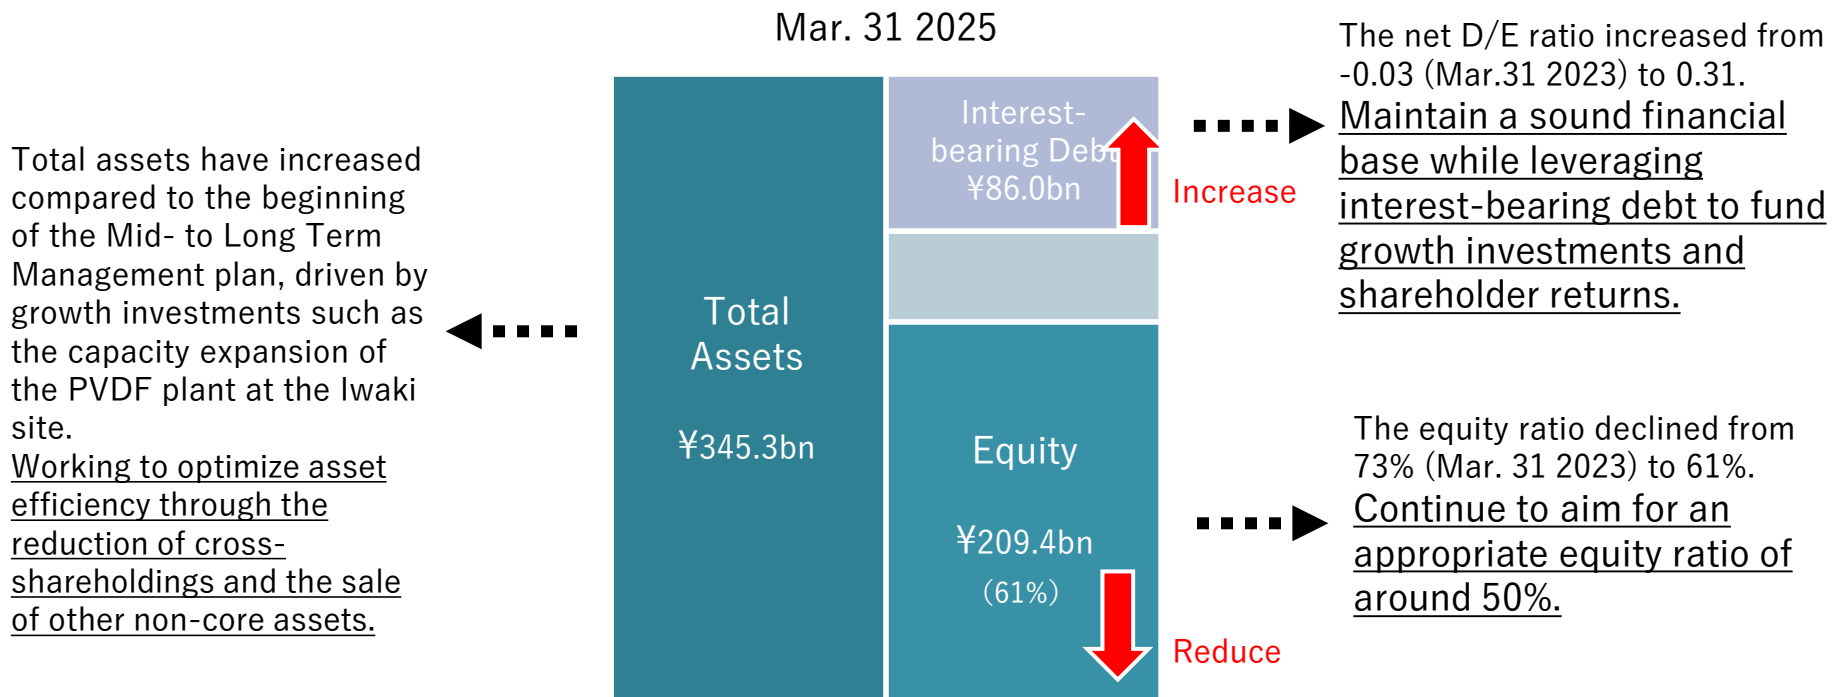 Mar. 31 2025
Total assets have increased
compared to the beginning
of the Mid- to Long Term
Management plan, driven by
growth investments such as
the capacity expansion of
the PVDF plant at the Iwaki
site.
Working to optimize asset
efficiency through the
reduction of cross-
shareholdings and the sale
of other non-core assets.
Total
Assets
¥345.3bn
Interest-
bearing Debt
¥86.0bn
Increase
Equity
¥209.4bn
(61%)
Reduce
The net D/E ratio increased from
-0.03 (Mar.31 2023) to 0.31.
Maintain a sound financial
base while leveraging
interest-bearing debt to fund
growth investments and
shareholder returns.
The equity ratio declined from
73% (Mar. 31 2023) to 61%.
Continue to aim for an
appropriate equity ratio of
around 50%.